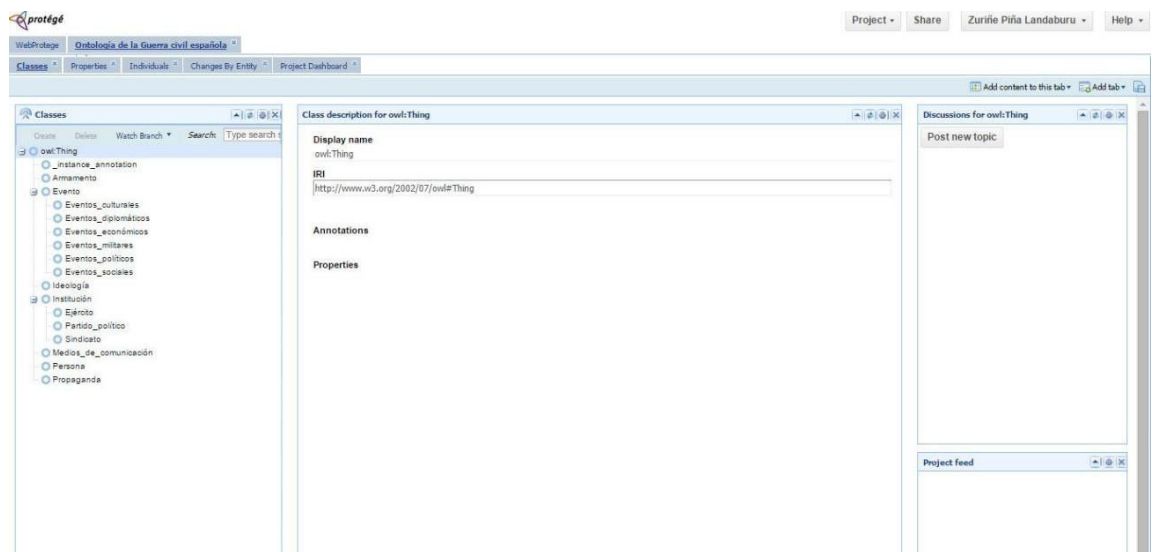 protégé
Project Share Zuriñe Piña Landaburu Help
WebProtege Ontología de la Guerra civil española
Classes Properties Individuals Changes By Entity Project Dashboard
Add content to this tab Add tab
Classes
Create Delete Watch Branch Search: Type search s
owl:Thing
_instance_annotation
Armamento
Evento
Eventos_culturales
Eventos_diplomáticos
Eventos_económicos
Eventos_militares
Eventos_políticos
Eventos_sociales
Ideología
Institución
Ejército
Partido_político
Sindicato
Medios_de_comunicación
Persona
Propaganda
Class description for owl:Thing
Display name
owl:Thing
IRI
http://www.w3.org/2002/07/owl#Thing
Annotations
Properties
Discussions for owl:Thing
Post new topic
Project feed